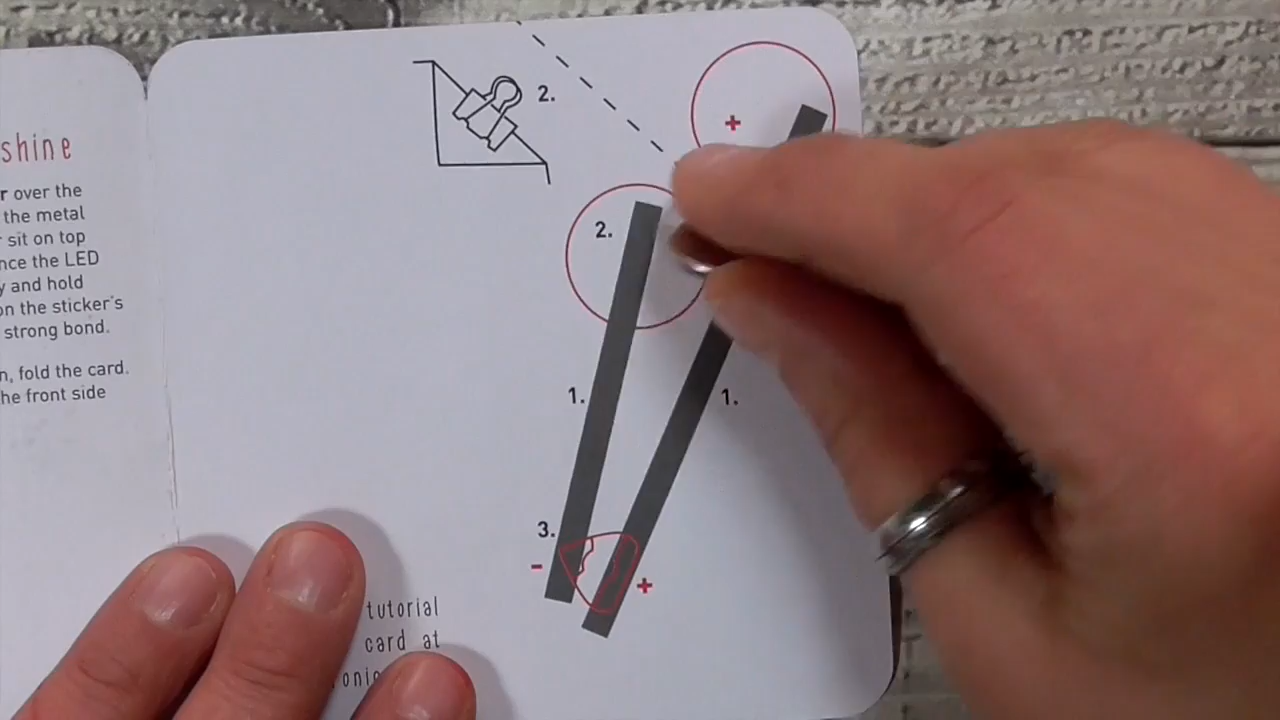 shine
r over the
the metal
sit on top
nce the LED
y and hold
on the sticker's
strong bond.
n, fold the card.
he front side
2.
+
2.
1.
1.
3.
-
+
tutorial
card at
onic